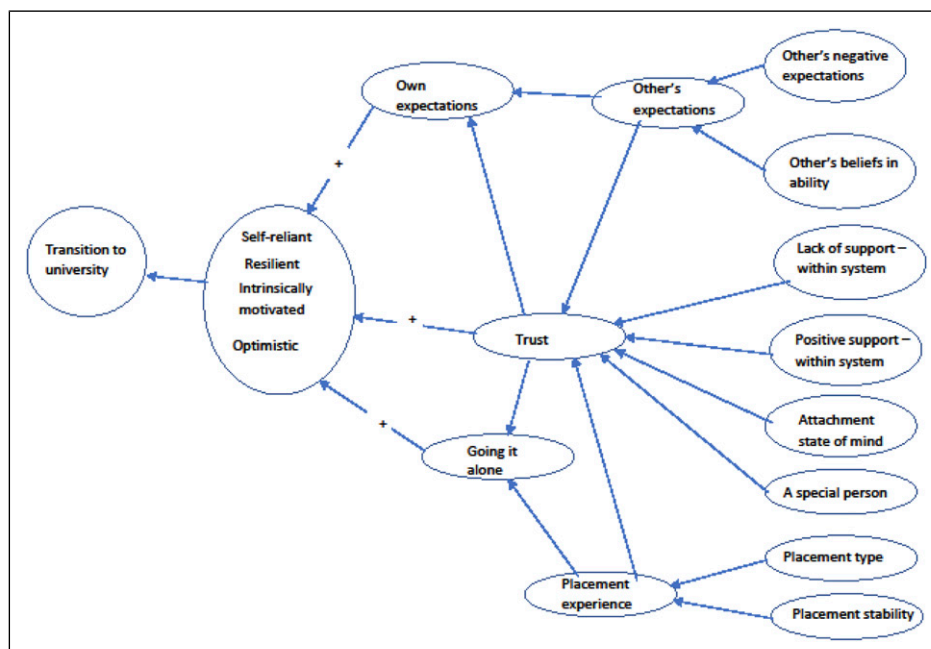 Other's negative
expectations
Own
expectations
Other's
expectations
Other's beliefs in
ability
+
Transition to
university
Self-reliant
Resilient
Intrinsically
motivated
Optimistic
Lack of support –
within system
+
Trust
Positive support –
within system
Attachment
state of mind
+
Going it
alone
A special person
Placement type
Placement
experience
Placement stability